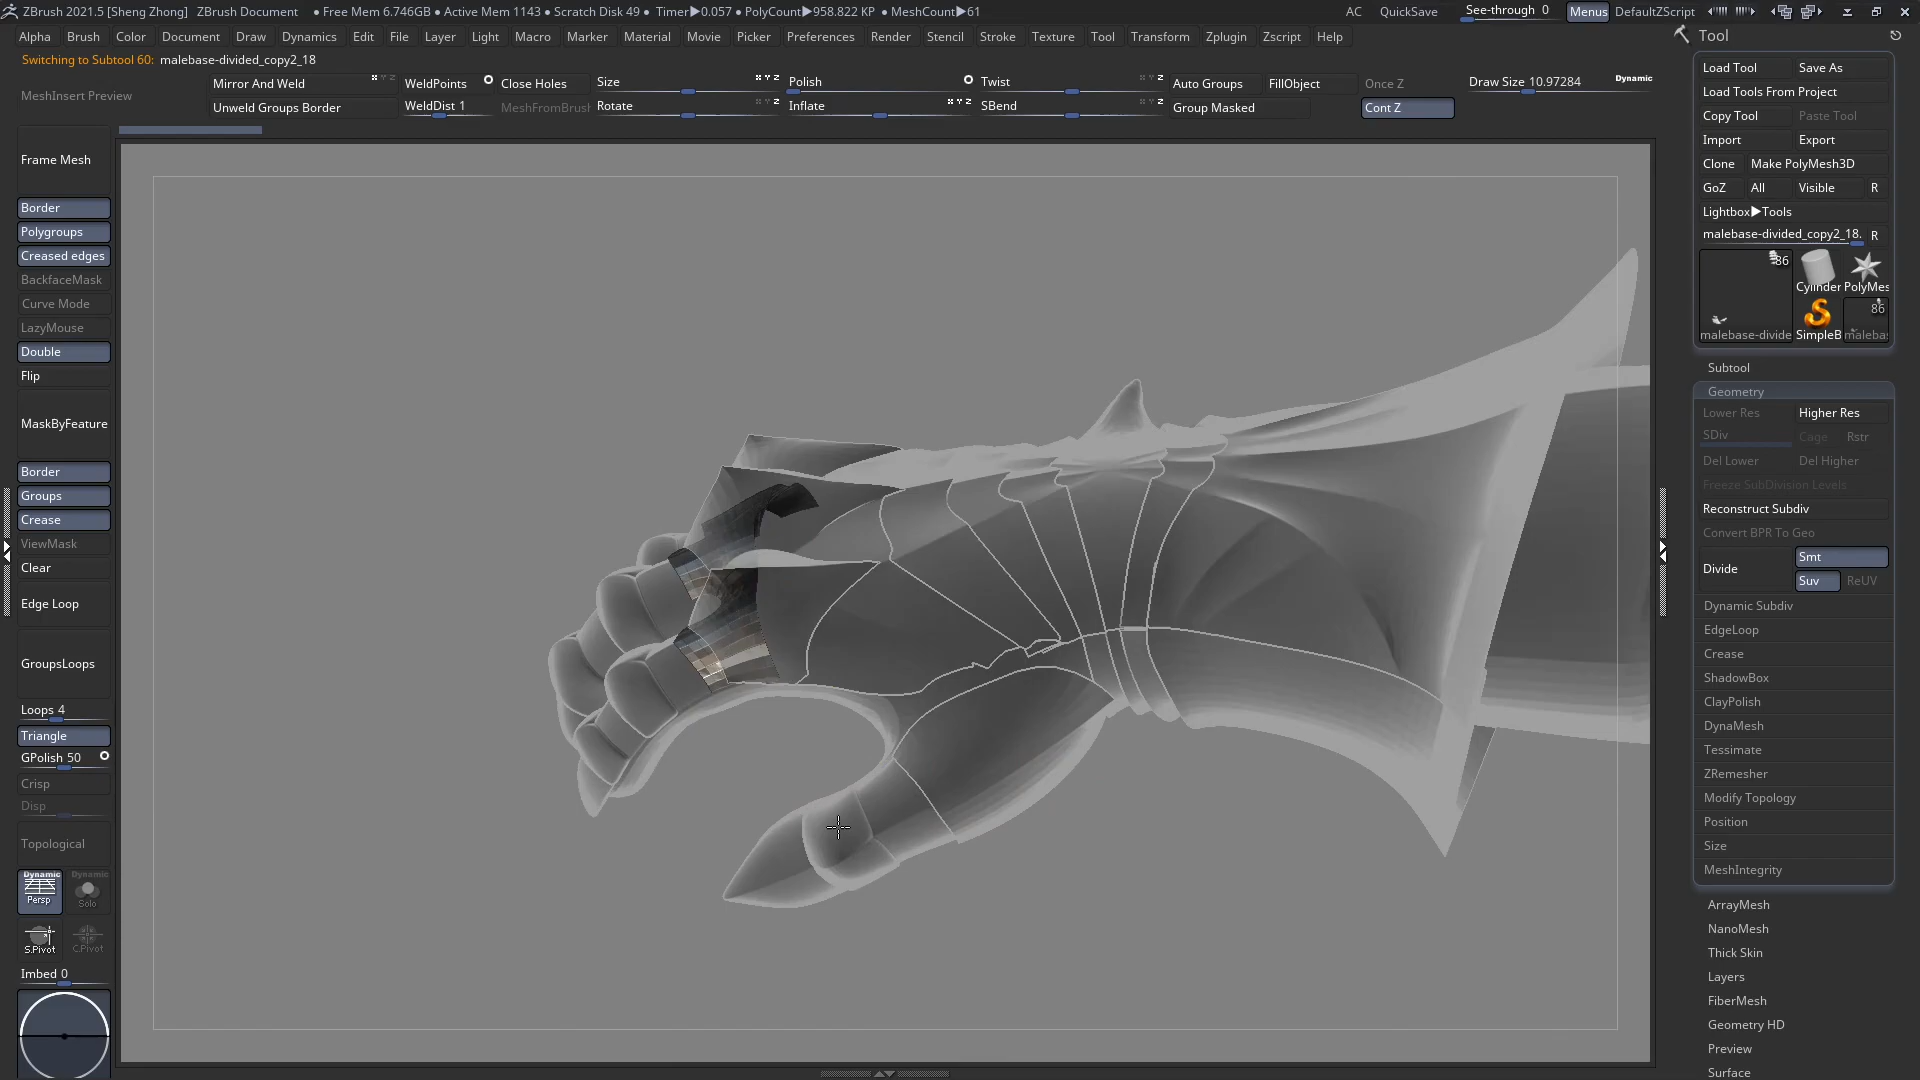 ZBrush 2021.5 [Sheng Zhong] ZBrush Document • Free Mem 6.746GB • Active Mem 1143 • Scratch Disk 49 • Timer▶0.057 • PolyCount▶958.822 KP • MeshCount▶61 AC QuickSave See-through 0 Menus DefaultZScript
Alpha Brush Color Document Draw Dynamics Edit File Layer Light Macro Marker Material Movie Picker Preferences Render Stencil Stroke Texture Tool Transform Zplugin Zscript Help
Switching to Subtool 60: malebase-divided_copy2_18
MeshInsert Preview
Mirror And Weld WeldPoints Close Holes Size Polish Twist Auto Groups FillObject Once Z Draw Size 10.97284 Dynamic
Unweld Groups Border WeldDist 1 MeshFromBrush Rotate Inflate SBend Group Masked Cont Z
Frame Mesh
Border
Polygroups
Creased edges
BackfaceMask
Curve Mode
LazyMouse
Double
Flip
MaskByFeature
Border
Groups
Crease
ViewMask
Clear
Edge Loop
GroupsLoops
Loops 4
Triangle
GPolish 50
Crisp
Disp
Topological
Dynamic Dynamic
Persp Solo
S.Pivot C.Pivot
Imbed 0
Tool
Load Tool Save As
Load Tools From Project
Copy Tool Paste Tool
Import Export
Clone Make PolyMesh3D
GoZ All Visible R
Lightbox▶Tools
malebase-divided_copy2_18. R
86
Cylinder PolyMes
86
malebase-divide SimpleB malebas
Subtool
Geometry
Lower Res Higher Res
SDiv Cage Rstr
Del Lower Del Higher
Freeze SubDivision Levels
Reconstruct Subdiv
Convert BPR To Geo
Divide Smt
Suv ReUV
Dynamic Subdiv
EdgeLoop
Crease
ShadowBox
ClayPolish
DynaMesh
Tessimate
ZRemesher
Modify Topology
Position
Size
MeshIntegrity
ArrayMesh
NanoMesh
Thick Skin
Layers
FiberMesh
Geometry HD
Preview
Surface